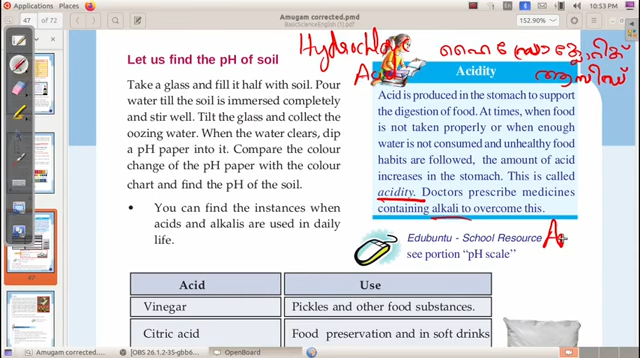 Applications Places
Amugam corrected.pmd
BasicScienceEnglish1.pdf
10:53 PM
47 of 72
152.90%
Hydrochloric
Acid
ഹൈഡ്രോക്ലോറിക്
ആസിഡ്
Let us find the pH of soil
Take a glass and fill it half with soil. Pour
water till the soil is immersed completely
and stir well. Tilt the glass and collect the
oozing water. When the water clears, dip
a pH paper into it. Compare the colour
change of the pH paper with the colour
chart and find the pH of the soil.
• You can find the instances when
acids and alkalis are used in daily
life.
Acidity
Acid is produced in the stomach to support
the digestion of food. At times, when food
is not taken properly or when enough
water is not consumed and unhealthy food
habits are followed, the amount of acid
increases in the stomach. This is called
acidity. Doctors prescribe medicines
containing alkali to overcome this.
Edubuntu - School Resource
see portion "pH scale"
Acid Use
Vinegar Pickles and other food substances.
Citric acid Food preservation and in soft drinks
Amugam corrected....
OBS 26.1.2-35-gbb6...
OpenBoard